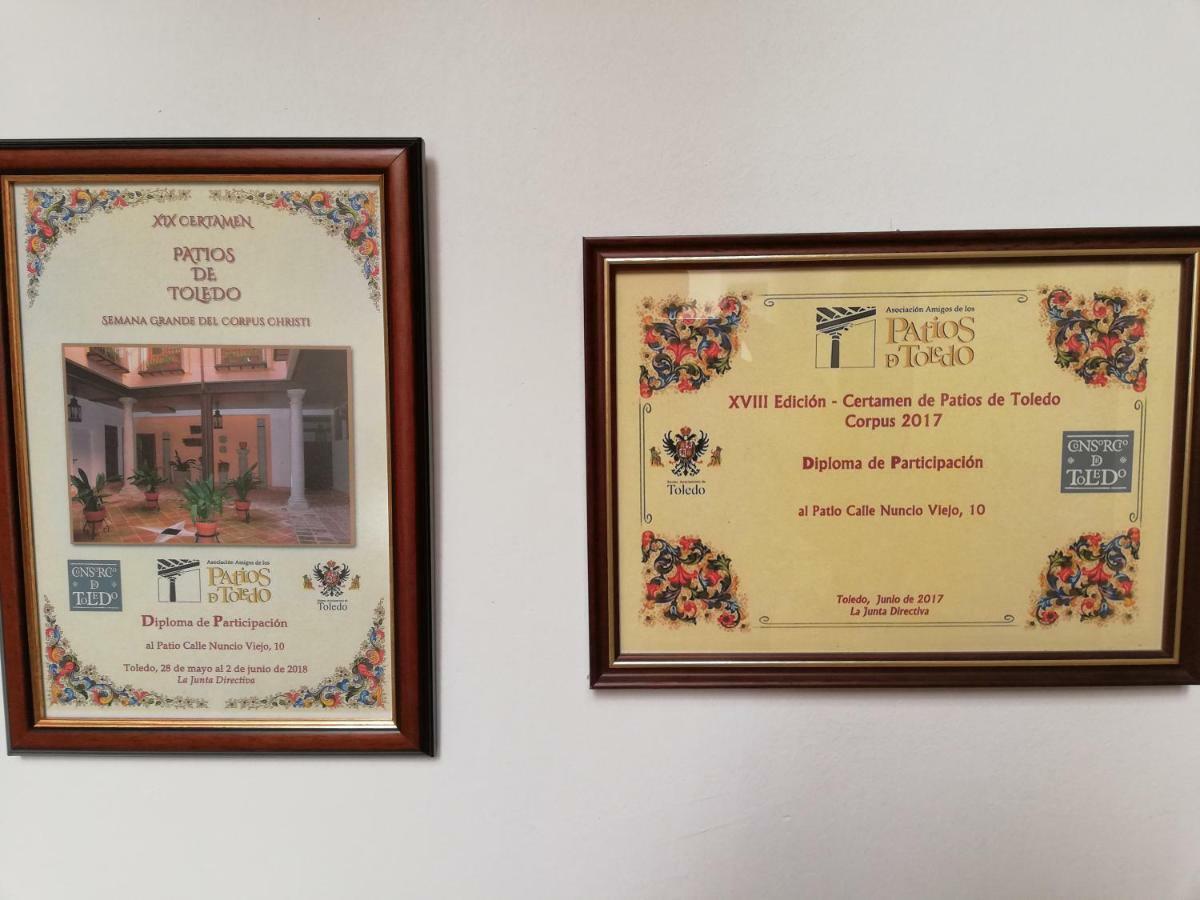 XIX CERTAMEN
PATIOS
DE
TOLEDO
SEMANA GRANDE DEL CORPUS CHRISTI
CONSORCIO
DE
TOLEDO
Asociación Amigos de los
PATIOS
D TOLEDO
Toledo
Diploma de Participación
al Patio Calle Nuncio Viejo, 10
Toledo, 28 de mayo al 2 de junio de 2018
La Junta Directiva
Asociación Amigos de los
PATIOS
D TOLEDO
XVIII Edición - Certamen de Patios de Toledo
Corpus 2017
Toledo
Diploma de Participación
CONSORCIO
DE
TOLEDO
al Patio Calle Nuncio Viejo, 10
Toledo, Junio de 2017
La Junta Directiva